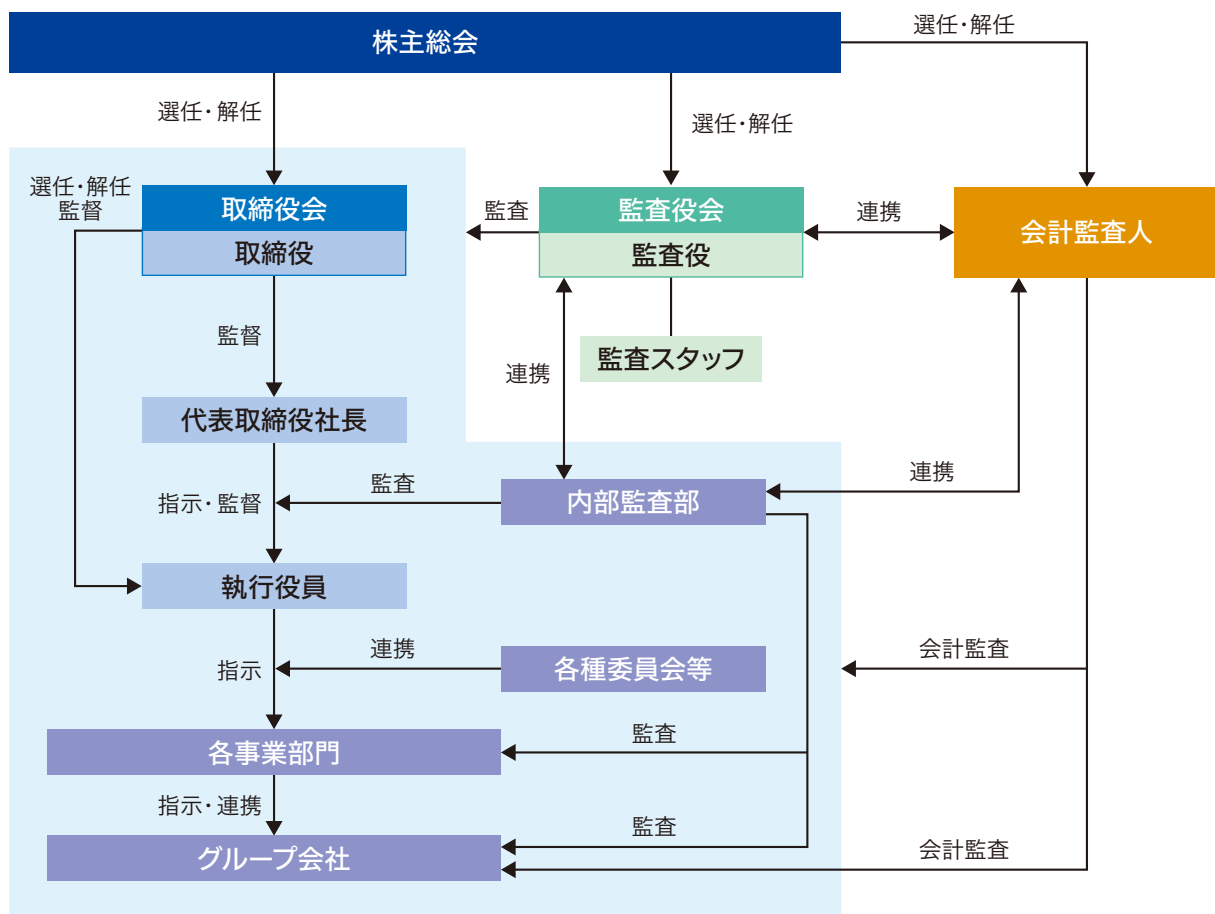 株主総会
選任・解任
選任・解任
選任・解任
選任・解任
監督
取締役会
取締役
監査
監査役会
監査役
連携
会計監査人
監督
連携
監査スタッフ
代表取締役社長
指示・監督
監査
内部監査部
連携
執行役員
指示
連携
各種委員会等
会計監査
各事業部門
監査
指示・連携
グループ会社
監査
会計監査